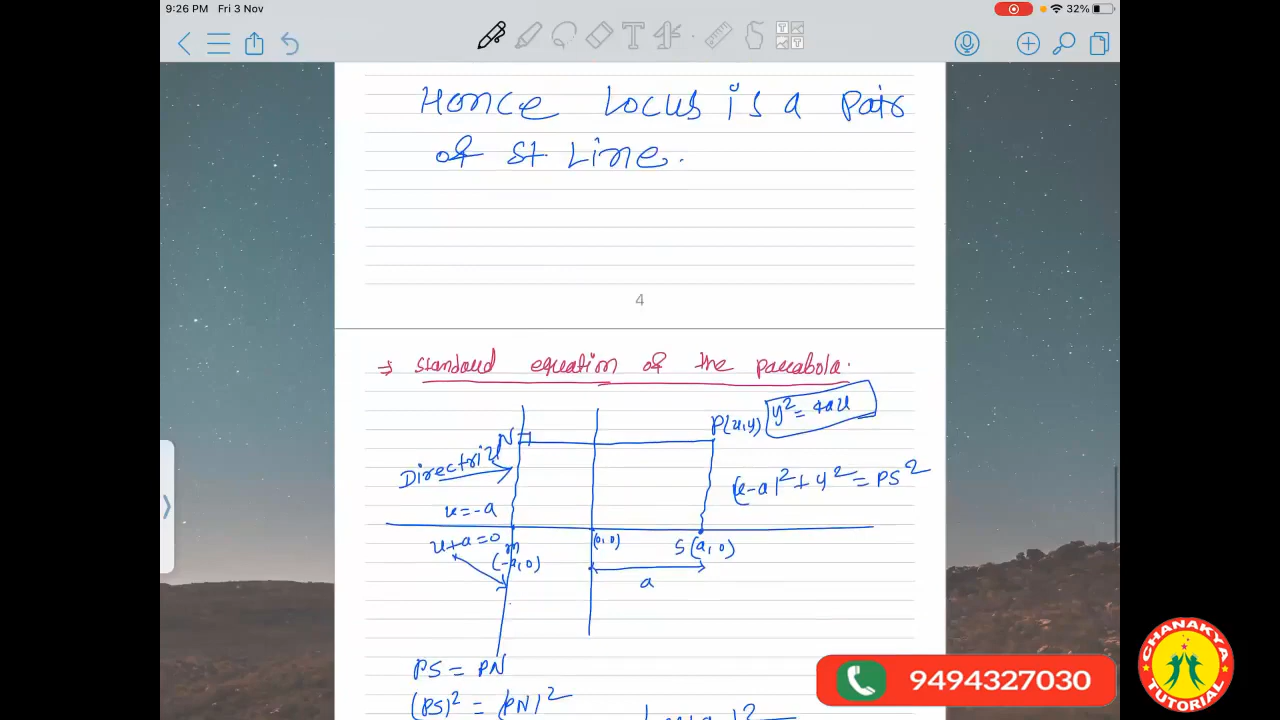 9:26 PM Fri 3 Nov
32%
Hence Locus is a Pair
of St. Line.
4
⇒ Standard equation of the parabola.
P(x,y) y² = 4ax
N
Directrix
(x-a)² + y² = PS²
x = -a
x+a=0
m
(-a,0)
(0,0)
S(a,0)
a
PS = PN
(PS)² = (PN)²
9494327030
CHANAKYA
TUTORIAL